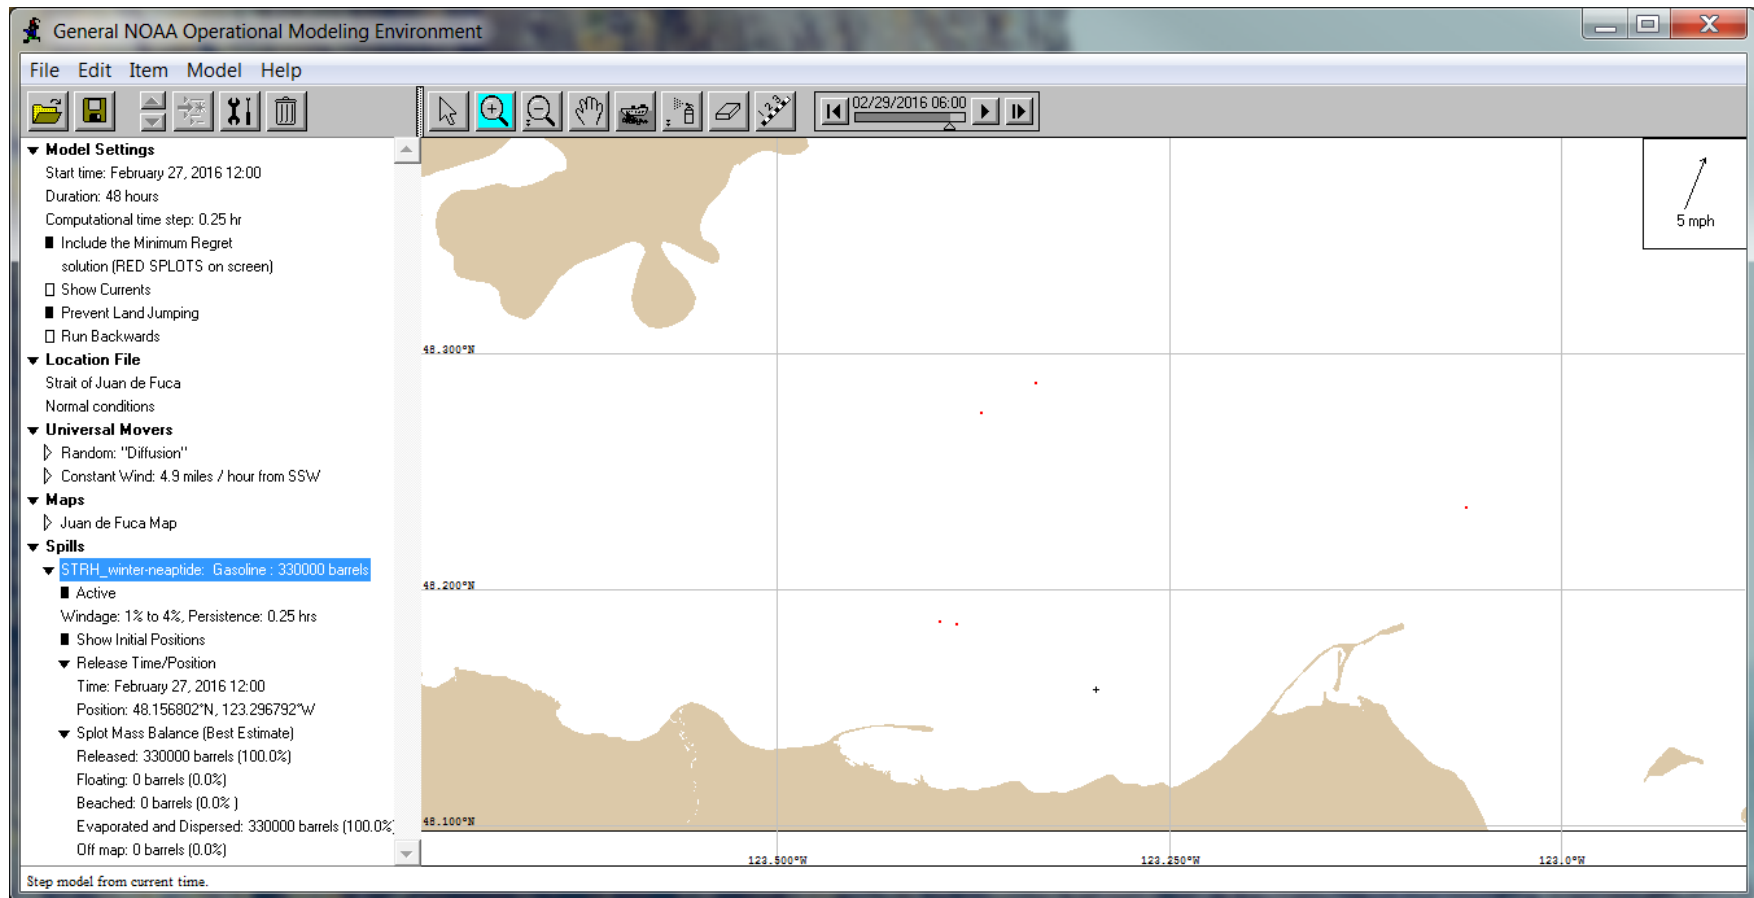 General NOAA Operational Modeling Environment
File Edit Item Model Help
02/29/2016 06:00
Model Settings
Start time: February 27, 2016 12:00
Duration: 48 hours
Computational time step: 0.25 hr
Include the Minimum Regret
solution (RED SPLOTS on screen)
Show Currents
Prevent Land Jumping
Run Backwards
Location File
Strait of Juan de Fuca
Normal conditions
Universal Movers
Random: "Diffusion"
Constant Wind: 4.9 miles / hour from SSW
Maps
Juan de Fuca Map
Spills
STRH_winter-neaptide: Gasoline : 330000 barrels
Active
Windage: 1% to 4%, Persistence: 0.25 hrs
Show Initial Positions
Release Time/Position
Time: February 27, 2016 12:00
Position: 48.156802°N, 123.296792°W
Splot Mass Balance (Best Estimate)
Released: 330000 barrels (100.0%)
Floating: 0 barrels (0.0%)
Beached: 0 barrels (0.0% )
Evaporated and Dispersed: 330000 barrels (100.0%)
Off map: 0 barrels (0.0%)
5 mph
48.300°N
48.200°N
48.100°N
123.500°W
123.250°W
123.0°W
Step model from current time.